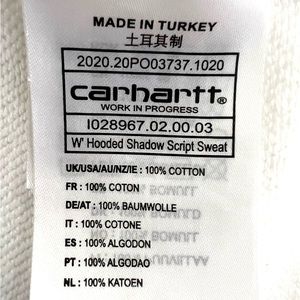 MADE IN TURKEY
土耳其制
2020.20PO03737.1020
carhartt
WORK IN PROGRESS
I028967.02.00.03
W' Hooded Shadow Script Sweat
UK/USA/AU/NZ/IE : 100% COTTON
FR : 100% COTON
DE/AT : 100% BAUMWOLLE
IT : 100% COTONE
ES : 100% ALGODON
PT : 100% ALGODAO
NL : 100% KATOEN